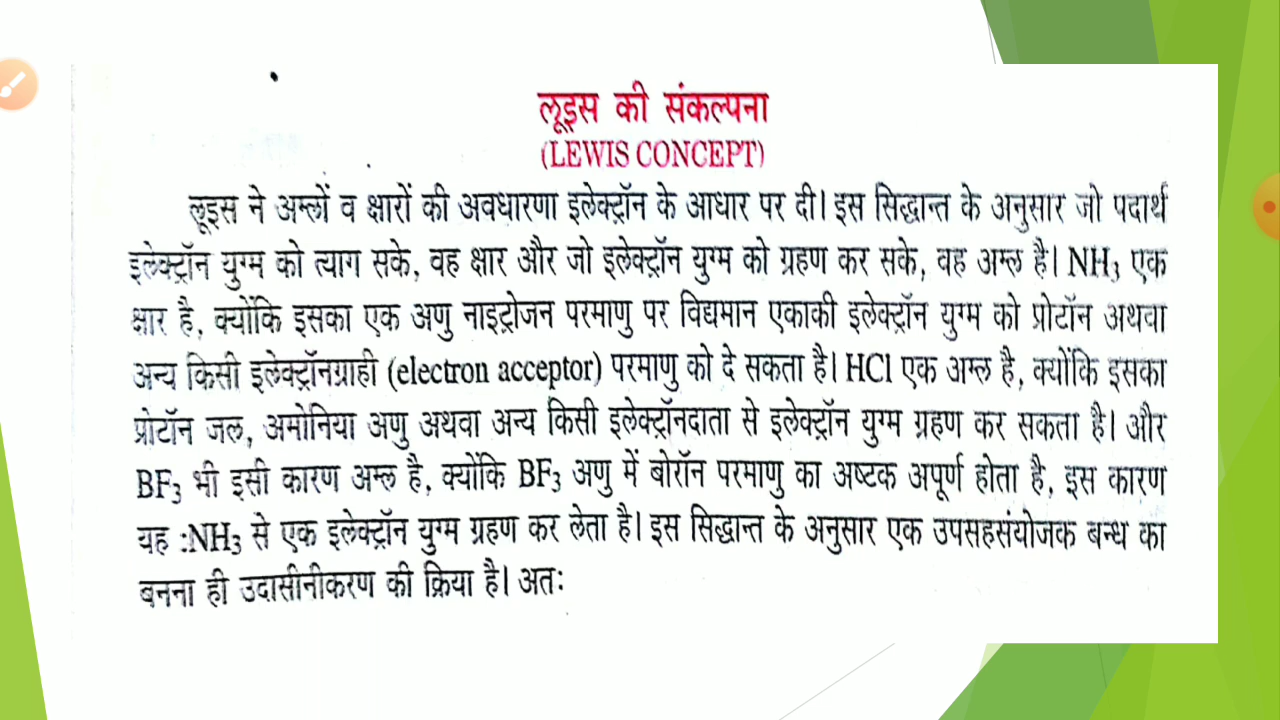 लूइस की संकल्पना
(LEWIS CONCEPT)
लूइस ने अम्लों व क्षारों की अवधारणा इलेक्ट्रॉन के आधार पर दी। इस सिद्धान्त के अनुसार जो पदार्थ
इलेक्ट्रॉन युग्म को त्याग सके, वह क्षार और जो इलेक्ट्रॉन युग्म को ग्रहण कर सके, वह अम्ल है। NH₃ एक
क्षार है, क्योंकि इसका एक अणु नाइट्रोजन परमाणु पर विद्यमान एकाकी इलेक्ट्रॉन युग्म को प्रोटॉन अथवा
अन्य किसी इलेक्ट्रॉनग्राही (electron acceptor) परमाणु को दे सकता है। HCl एक अम्ल है, क्योंकि इसका
प्रोटॉन जल, अमोनिया अणु अथवा अन्य किसी इलेक्ट्रॉनदाता से इलेक्ट्रॉन युग्म ग्रहण कर सकता है। और
BF₃ भी इसी कारण अम्ल है, क्योंकि BF₃ अणु में बोरॉन परमाणु का अष्टक अपूर्ण होता है, इस कारण
यह :NH₃ से एक इलेक्ट्रॉन युग्म ग्रहण कर लेता है। इस सिद्धान्त के अनुसार एक उपसहसंयोजक बन्ध का
बनना ही उदासीनीकरण की क्रिया है। अतः